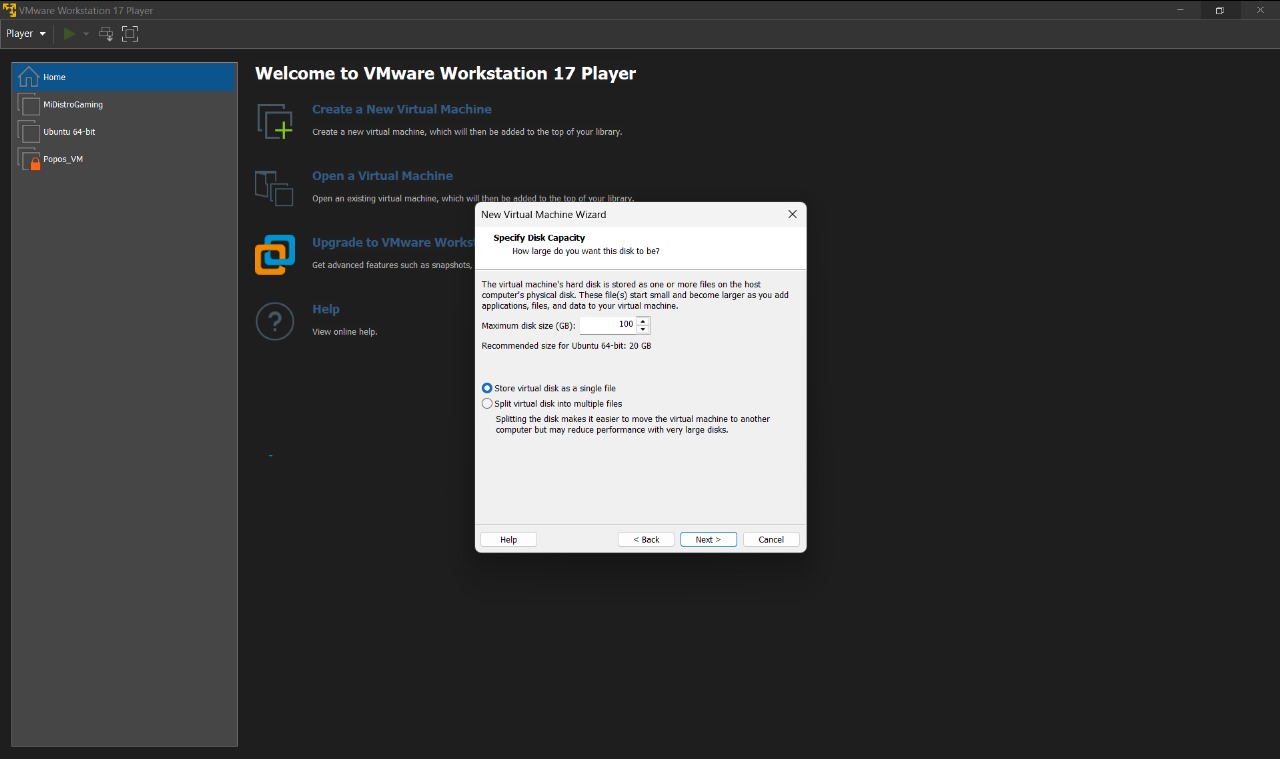 VMware Workstation 17 Player
Player
Home
MiDistroGaming
Ubuntu 64-bit
Popos_VM
Welcome to VMware Workstation 17 Player
Create a New Virtual Machine
Create a new virtual machine, which will then be added to the top of your library.
Open a Virtual Machine
Open an existing virtual machine, which will then be added to the top of your library.
Upgrade to VMware Works
Get advanced features such as snapshots,
Help
View online help.
New Virtual Machine Wizard
Specify Disk Capacity
How large do you want this disk to be?
The virtual machine's hard disk is stored as one or more files on the host
computer's physical disk. These file(s) start small and become larger as you add
applications, files, and data to your virtual machine.
Maximum disk size (GB): 100
Recommended size for Ubuntu 64-bit: 20 GB
Store virtual disk as a single file
Split virtual disk into multiple files
Splitting the disk makes it easier to move the virtual machine to another
computer but may reduce performance with very large disks.
Help < Back Next > Cancel